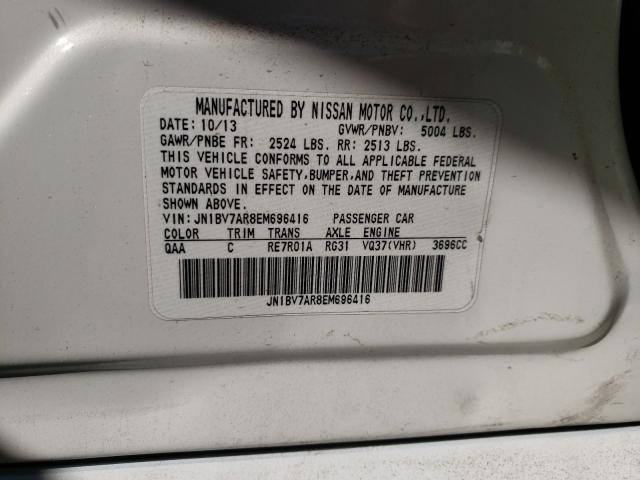 MANUFACTURED BY NISSAN MOTOR CO.,LTD.
DATE: 10/13 GVWR/PNBV: 5004 LBS.
GAWR/PNBE FR: 2524 LBS. RR: 2513 LBS.
THIS VEHICLE CONFORMS TO ALL APPLICABLE FEDERAL
MOTOR VEHICLE SAFETY,BUMPER,AND THEFT PREVENTION
STANDARDS IN EFFECT ON THE DATE OF MANUFACTURE
SHOWN ABOVE.
VIN: JN1BV7AR8EM696416 PASSENGER CAR
COLOR TRIM TRANS AXLE ENGINE
QAA C RE7R01A RG31 VQ37(VHR) 3696CC
JN1BV7AR8EM696416